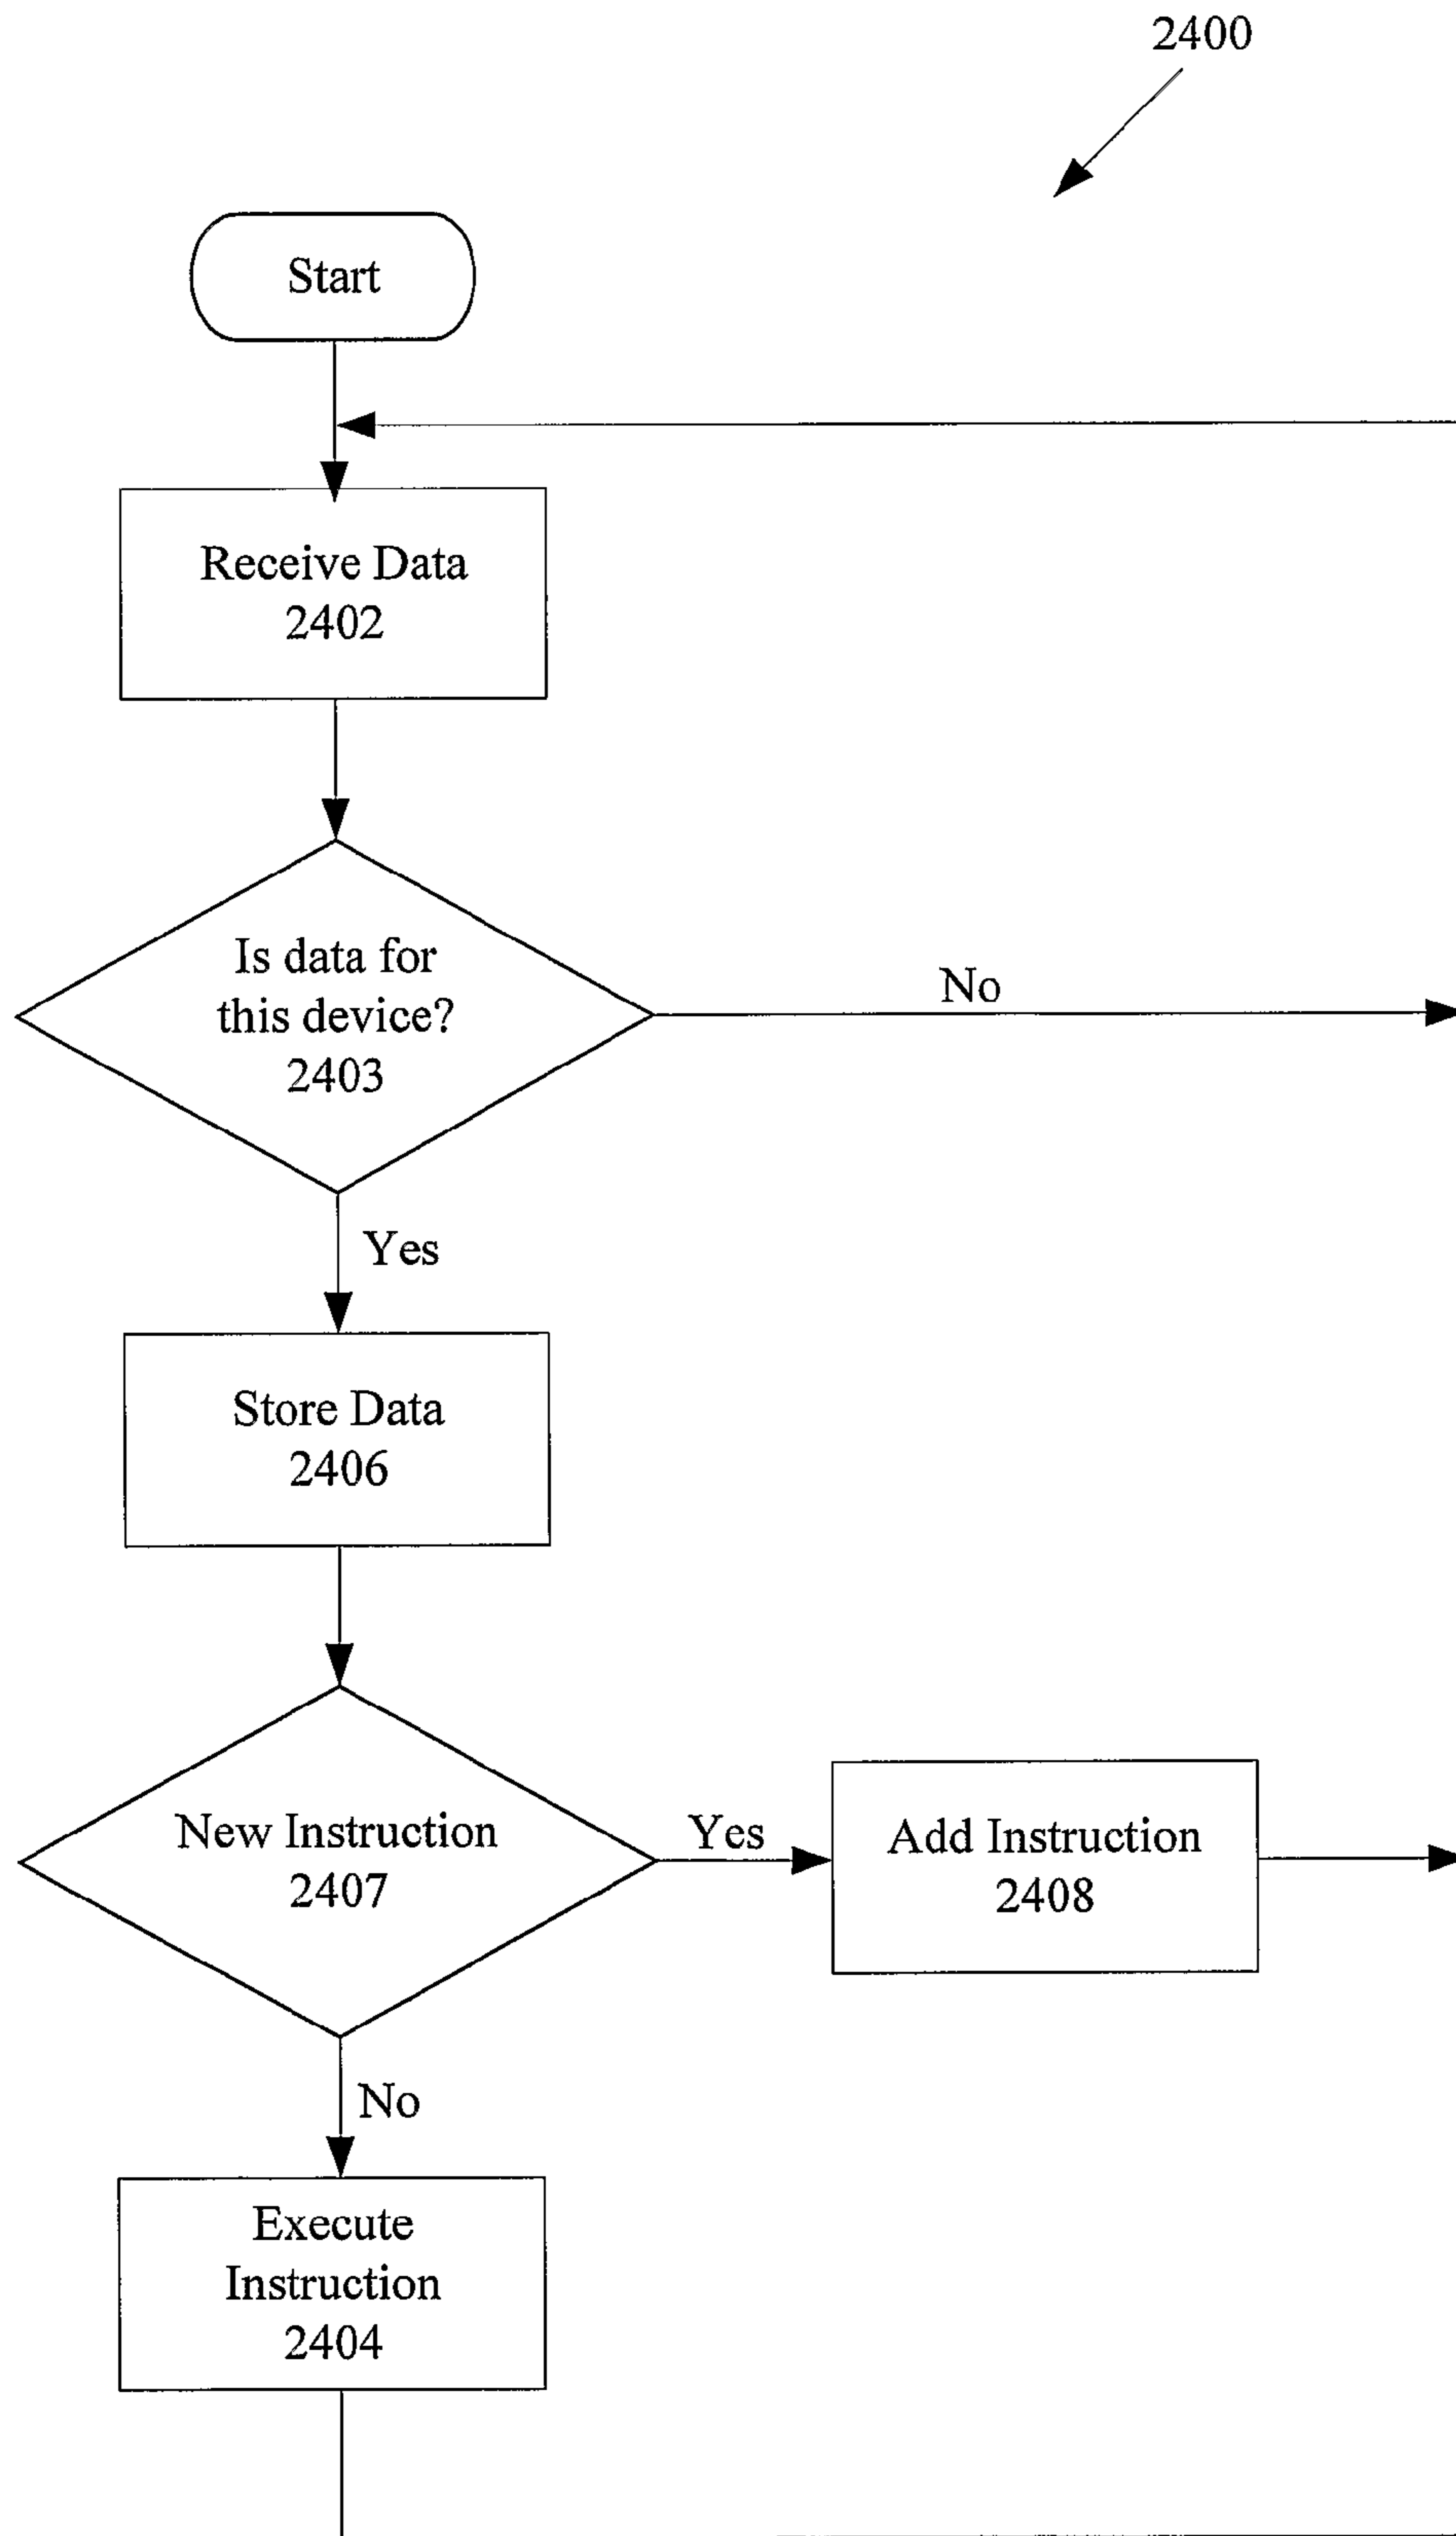 2400
Start
Receive Data
2402
Is data for
this device?
2403
No
Yes
Store Data
2406
New Instruction
2407
Yes
Add Instruction
2408
No
Execute
Instruction
2404